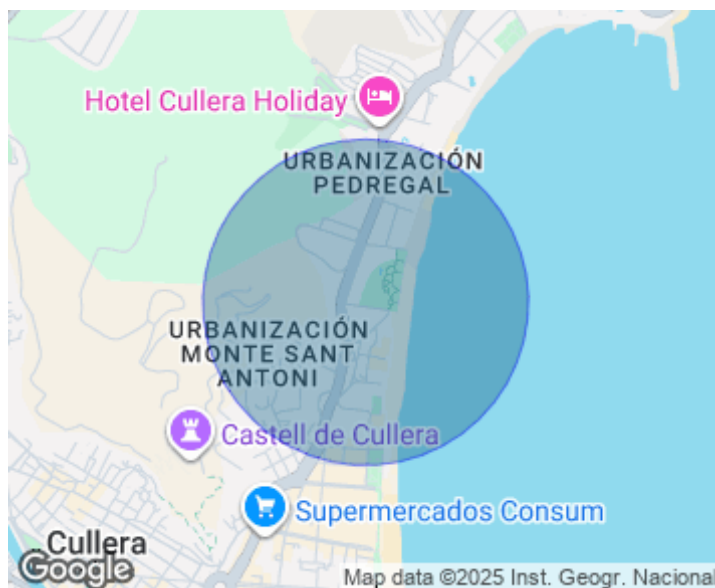 Hotel Cullera Holiday
URBANIZACIÓN
PEDREGAL
URBANIZACIÓN
MONTE SANT
ANTONI
Castell de Cullera
Supermercados Consum
Cullera
Google
Map data ©2025 Inst. Geogr. Nacional